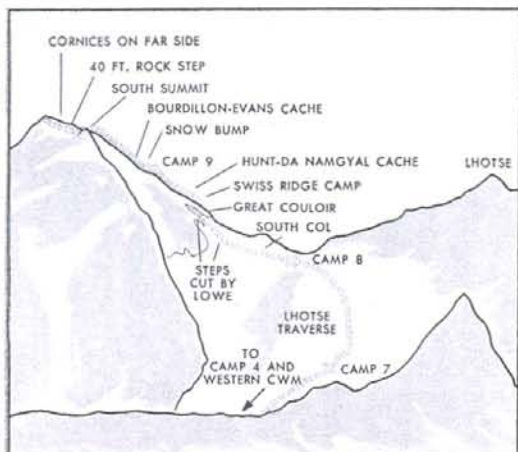 CORNICES ON FAR SIDE
40 FT. ROCK STEP
SOUTH SUMMIT
BOURDILLON-EVANS CACHE
SNOW BUMP
CAMP 9
HUNT-DA NAMGYAL CACHE
LHOTSE
SWISS RIDGE CAMP
GREAT COULOIR
SOUTH COL
CAMP 8
STEPS
CUT BY
LOWE
LHOTSE
TRAVERSE
TO
CAMP 4 AND
WESTERN CWM
CAMP 7